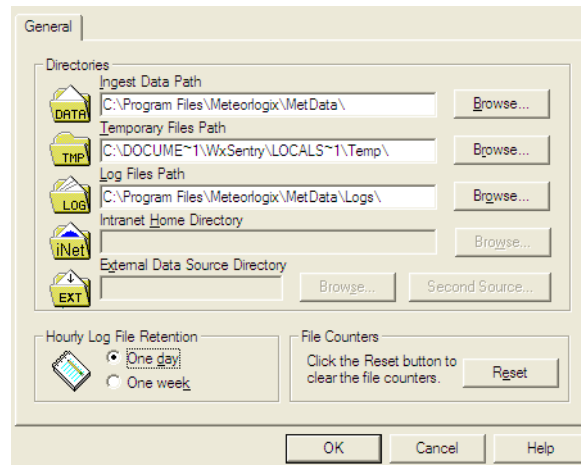 General
Directories
Ingest Data Path
DATA C:\Program Files\Meteorlogix\MetData\ Browse...
Temporary Files Path
TMP C:\DOCUME~1\WxSentry\LOCALS~1\Temp\ Browse...
Log Files Path
LOG C:\Program Files\Meteorlogix\MetData\Logs\ Browse...
Intranet Home Directory
iNet Browse...
External Data Source Directory
EXT Browse... Second Source...
Hourly Log File Retention
One day
One week
File Counters
Click the Reset button to
clear the file counters.
Reset
OK Cancel Help